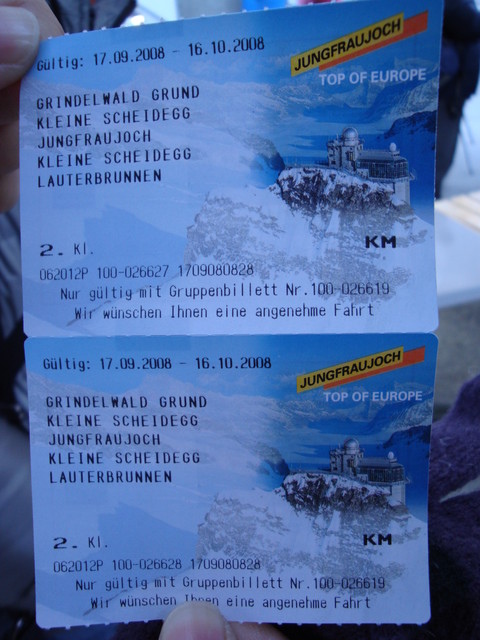 Gültig: 17.09.2008 - 16.10.2008
JUNGFRAUJOCH
TOP OF EUROPE
GRINDELWALD GRUND
KLEINE SCHEIDEGG
JUNGFRAUJOCH
KLEINE SCHEIDEGG
LAUTERBRUNNEN
2. Kl.
KM
062012P 100-026627 1709080828
Nur gültig mit Gruppenbillett Nr.100-026619
Wir wünschen Ihnen eine angenehme Fahrt
Gültig: 17.09.2008 - 16.10.2008
JUNGFRAUJOCH
TOP OF EUROPE
GRINDELWALD GRUND
KLEINE SCHEIDEGG
JUNGFRAUJOCH
KLEINE SCHEIDEGG
LAUTERBRUNNEN
2. Kl.
KM
062012P 100-026628 1709080828
Nur gültig mit Gruppenbillett Nr.100-026619
Wir wünschen Ihnen eine angenehme Fahrt